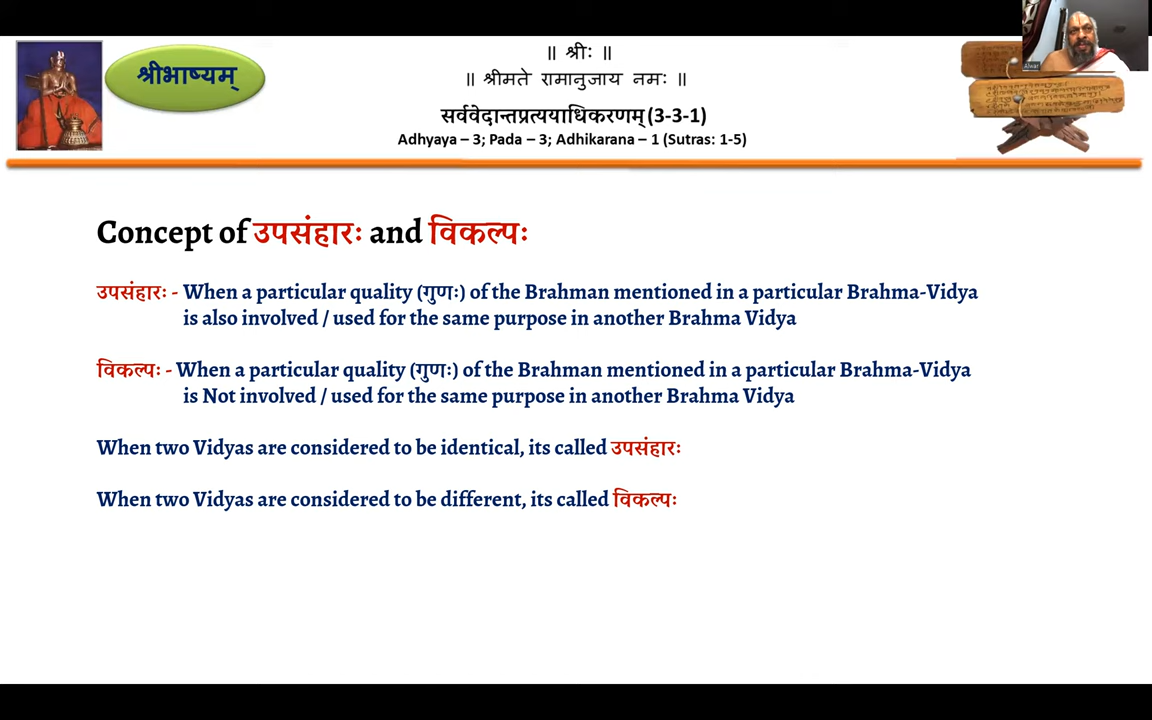 श्रीभाष्यम्
॥ श्रीः ॥
॥ श्रीमते रामानुजाय नमः ॥
सर्ववेदान्तप्रत्ययाधिकरणम् (3-3-1)
Adhyaya – 3; Pada – 3; Adhikarana – 1 (Sutras: 1-5)
Alwar
Concept of उपसंहारः and विकल्पः
उपसंहारः - When a particular quality (गुणः) of the Brahman mentioned in a particular Brahma-Vidya
is also involved / used for the same purpose in another Brahma Vidya
विकल्पः - When a particular quality (गुणः) of the Brahman mentioned in a particular Brahma-Vidya
is Not involved / used for the same purpose in another Brahma Vidya
When two Vidyas are considered to be identical, its called उपसंहारः
When two Vidyas are considered to be different, its called विकल्पः